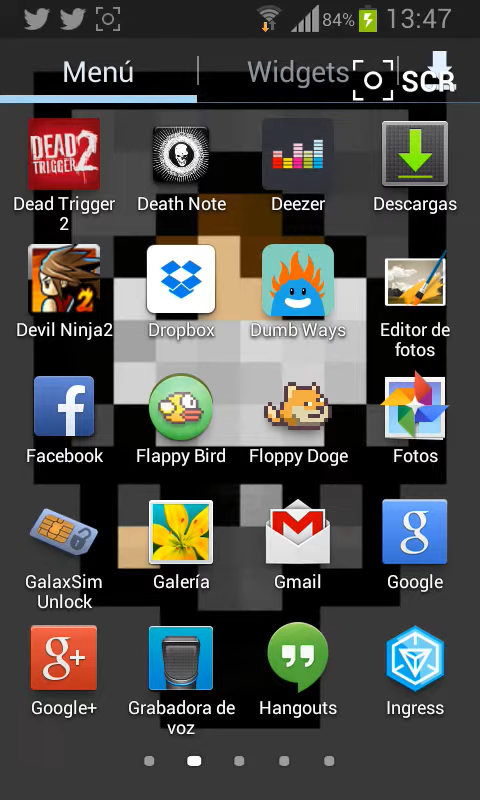 84% 13:47
Menú Widgets SCB
DEAD
TRIGGER
2
Dead Trigger
2
Death Note
Deezer
Descargas
2
Devil Ninja2
Dropbox
Dumb Ways
Editor de
fotos
f
Facebook
Flappy Bird
Floppy Doge
Fotos
GalaxSim
Unlock
Galería
Gmail
g
Google
g+
Google+
Grabadora de
voz
Hangouts
Ingress